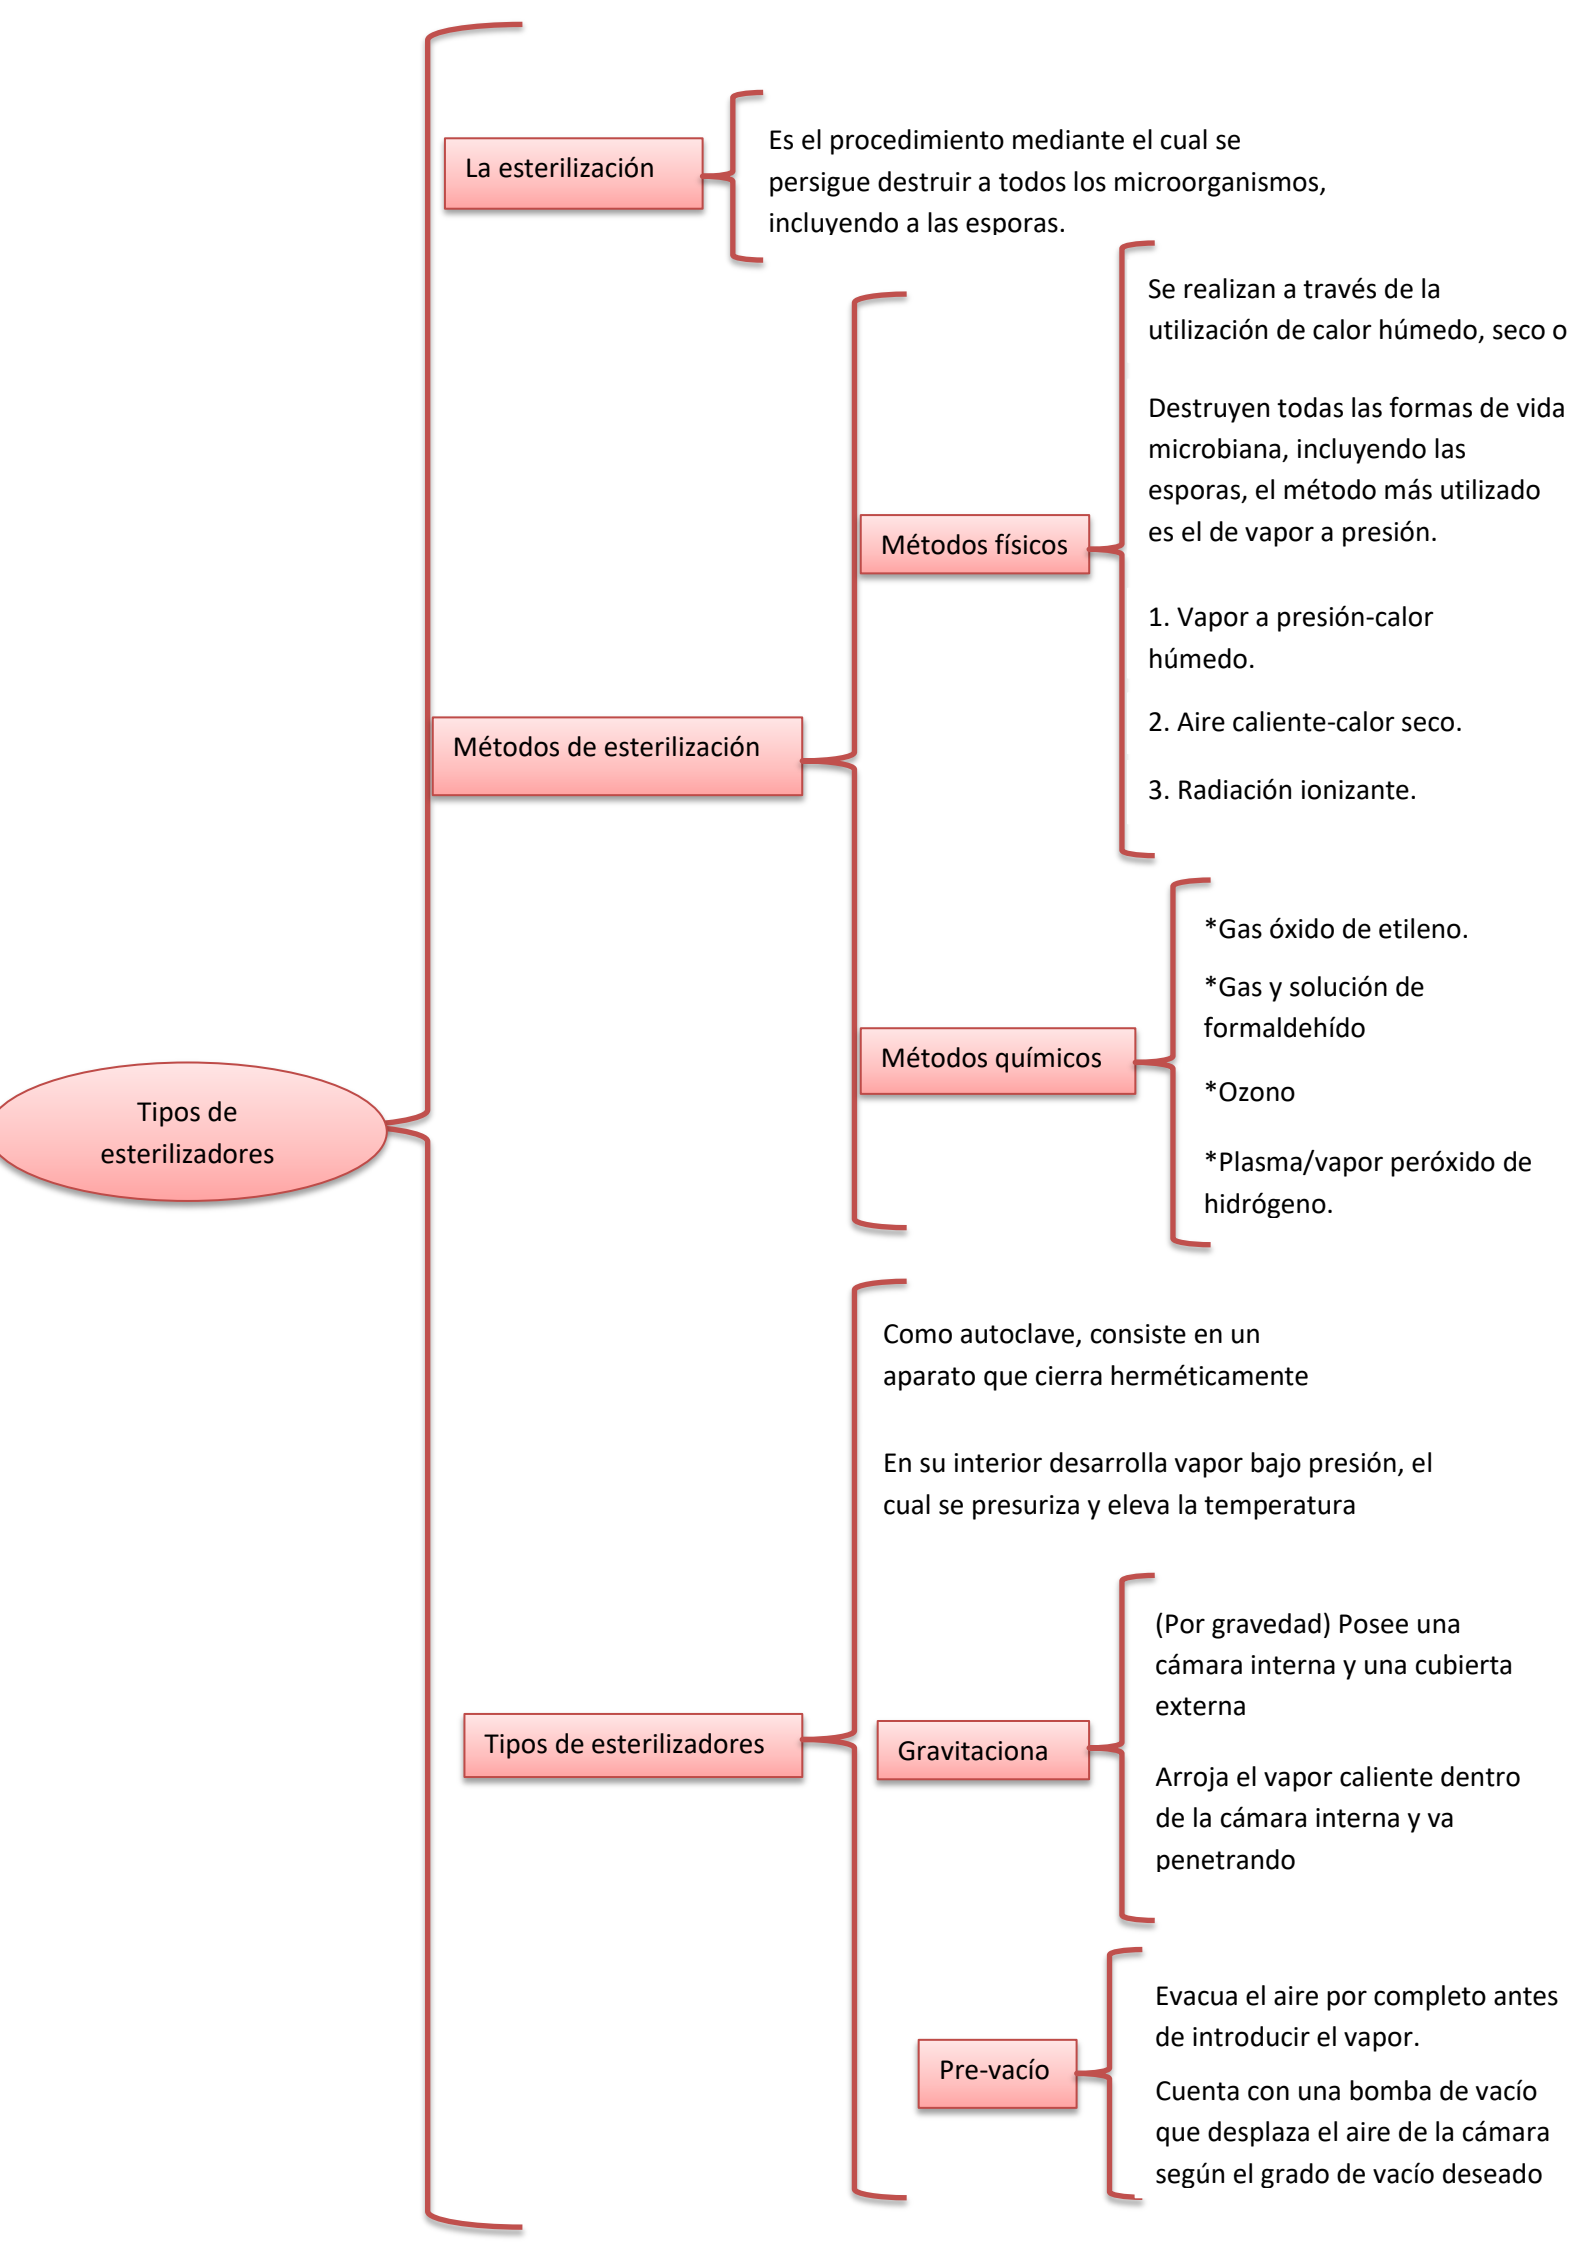 La esterilización
Es el procedimiento mediante el cual se
persigue destruir a todos los microorganismos,
incluyendo a las esporas.
Métodos de esterilización
Métodos físicos
Se realizan a través de la
utilización de calor húmedo, seco o
Destruyen todas las formas de vida
microbiana, incluyendo las
esporas, el método más utilizado
es el de vapor a presión.
1. Vapor a presión-calor
húmedo.
2. Aire caliente-calor seco.
3. Radiación ionizante.
Métodos químicos
*Gas óxido de etileno.
*Gas y solución de
formaldehído
*Ozono
*Plasma/vapor peróxido de
hidrógeno.
Tipos de
esterilizadores
Tipos de esterilizadores
Como autoclave, consiste en un
aparato que cierra herméticamente
En su interior desarrolla vapor bajo presión, el
cual se presuriza y eleva la temperatura
Gravitaciona
(Por gravedad) Posee una
cámara interna y una cubierta
externa
Arroja el vapor caliente dentro
de la cámara interna y va
penetrando
Pre-vacío
Evacua el aire por completo antes
de introducir el vapor.
Cuenta con una bomba de vacío
que desplaza el aire de la cámara
según el grado de vacío deseado